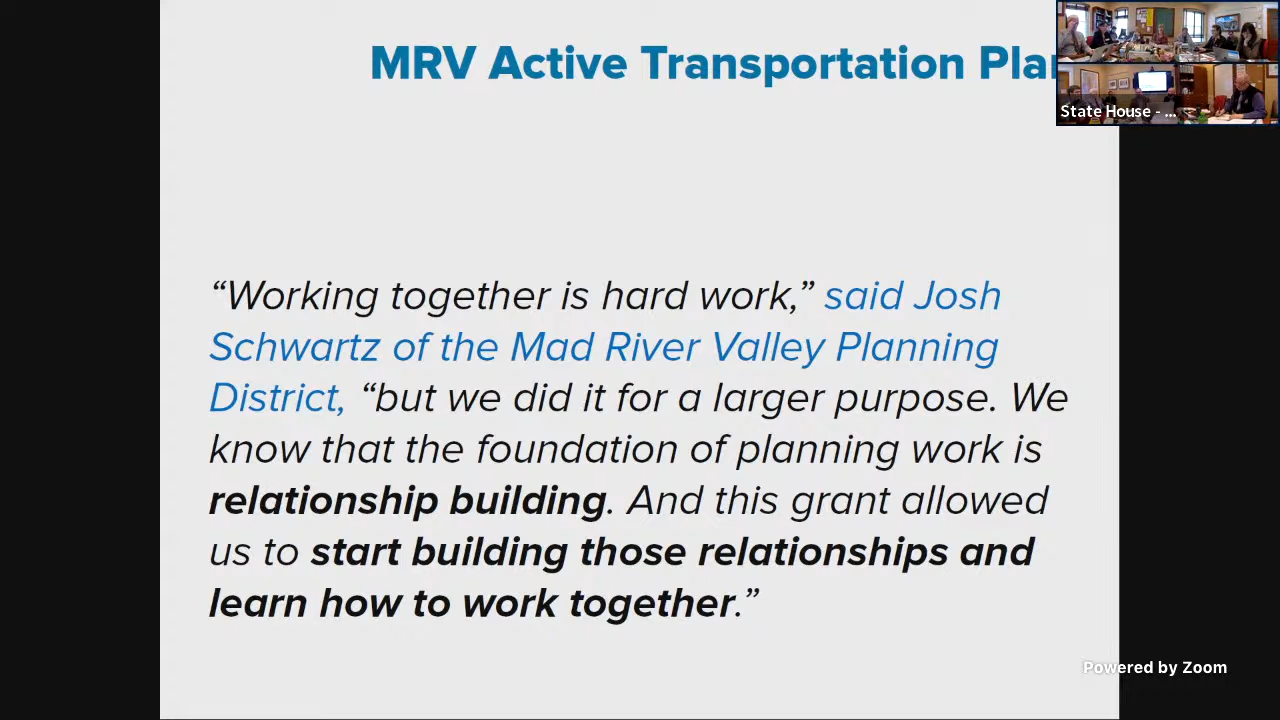 MRV Active Transportation Plan
State House - ...
“Working together is hard work,” said Josh
Schwartz of the Mad River Valley Planning
District, “but we did it for a larger purpose. We
know that the foundation of planning work is
relationship building. And this grant allowed
us to start building those relationships and
learn how to work together.”
Powered by Zoom